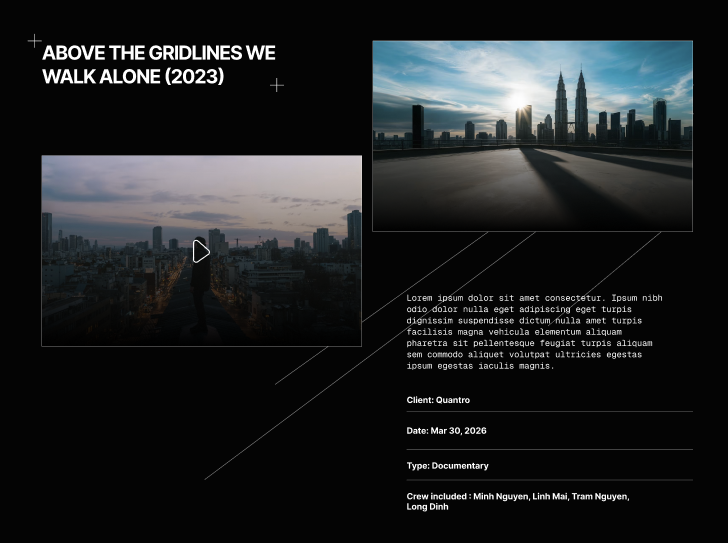 ABOVE THE GRIDLINES WE
WALK ALONE (2023)
Lorem ipsum dolor sit amet consectetur. Ipsum nibh
odio dolor nulla eget adipiscing eget turpis
dignissim suspendisse dictum nulla amet turpis
facilisis magna vehicula elementum aliquam
pharetra sit pellentesque feugiat turpis aliquam
sem commodo aliquet volutpat ultricies egestas
ipsum egestas iaculis magnis.
Client: Quantro
Date: Mar 30, 2026
Type: Documentary
Crew included : Minh Nguyen, Linh Mai, Tram Nguyen,
Long Dinh